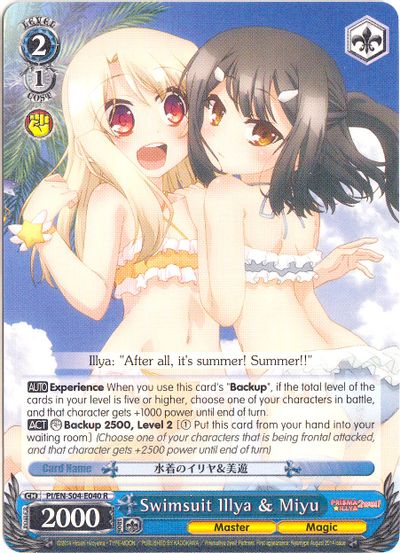 LEVEL
2
1
COST
Illya: "After all, it's summer! Summer!!"
AUTO Experience When you use this card's "Backup", if the total level of the
cards in your level is five or higher, choose one of your characters in battle,
and that character gets +1000 power until end of turn.
ACT Backup 2500, Level 2 [① Put this card from your hand into your
waiting room] (Choose one of your characters that is being frontal attacked,
and that character gets +2500 power until end of turn)
Card Name 水着のイリヤ&美遊
PI/EN-S04-E040 R
Swimsuit Illya & Miyu
POWER
2000
Master
Magic